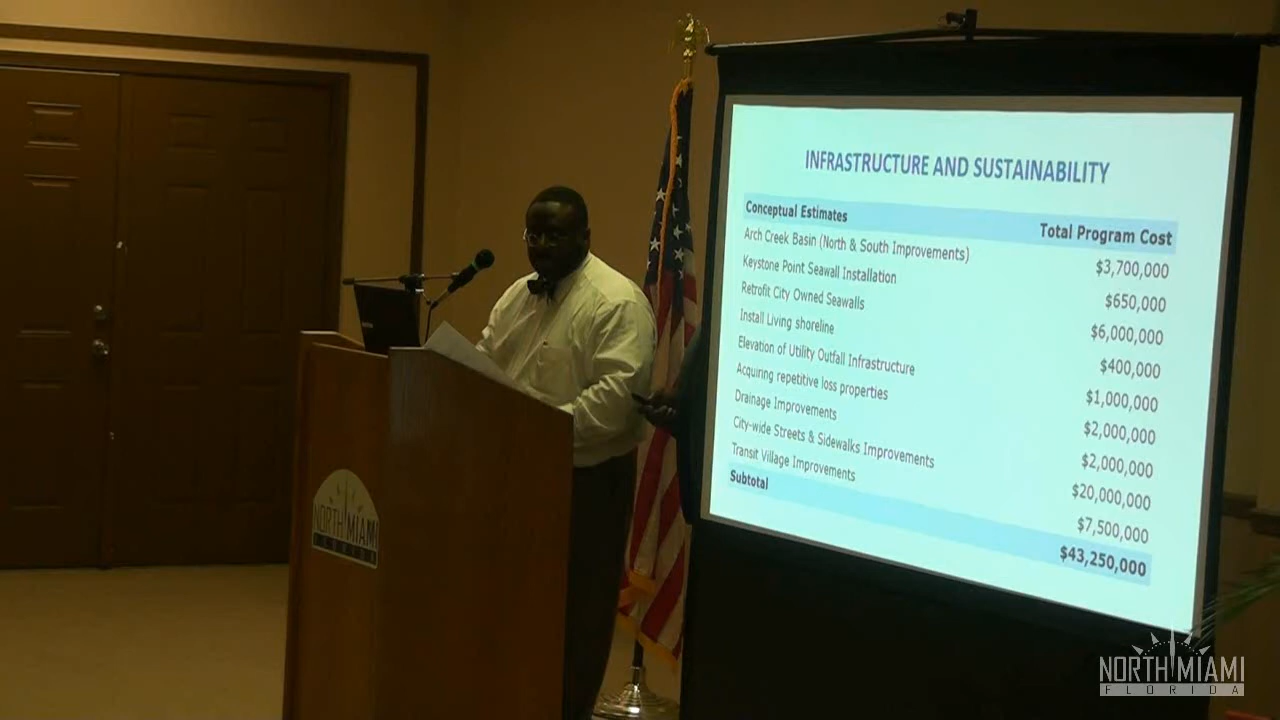 INFRASTRUCTURE AND SUSTAINABILITY
Conceptual Estimates Total Program Cost
Arch Creek Basin (North & South Improvements) $3,700,000
Keystone Point Seawall Installation $650,000
Retrofit City Owned Seawalls $6,000,000
Install Living shoreline $400,000
Elevation of Utility Outfall Infrastructure $1,000,000
Acquiring repetitive loss properties $2,000,000
Drainage Improvements $2,000,000
City-wide Streets & Sidewalks Improvements $20,000,000
Transit Village Improvements $7,500,000
Subtotal $43,250,000
NORTH MIAMI
FLORIDA
NORTH MIAMI
FLORIDA